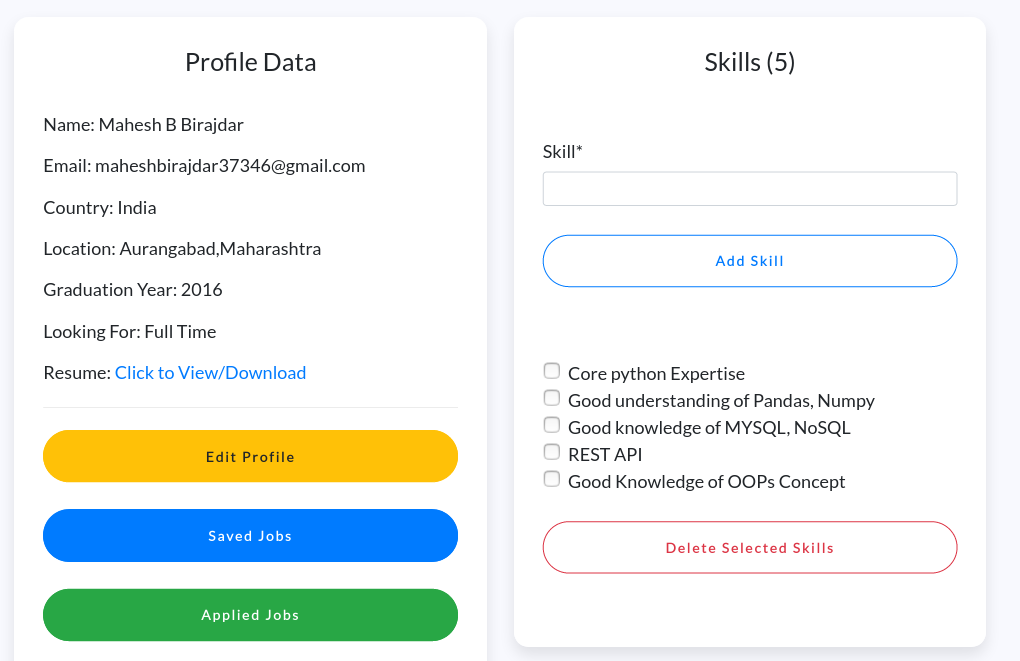 Profile Data
Name: Mahesh B Birajdar
Email: maheshbirajdar37346@gmail.com
Country: India
Location: Aurangabad,Maharashtra
Graduation Year: 2016
Looking For: Full Time
Resume: Click to View/Download
Edit Profile
Saved Jobs
Applied Jobs
Skills (5)
Skill*
Add Skill
Core python Expertise
Good understanding of Pandas, Numpy
Good knowledge of MYSQL, NoSQL
REST API
Good Knowledge of OOPs Concept
Delete Selected Skills